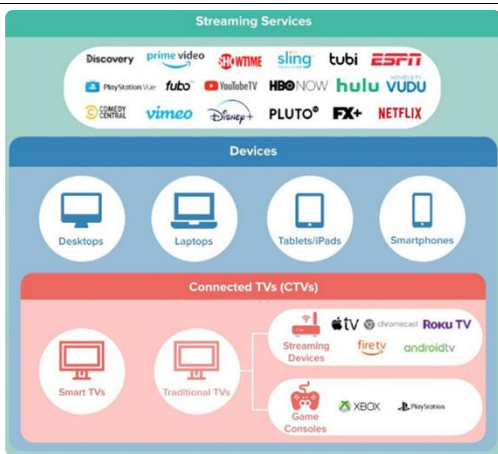 Streaming Services
Discovery prime video SHOWTIME sling tubi ESPN
PlayStation Vue fubo YouTubeTV HBO NOW hulu VUDU
COMEDY CENTRAL vimeo Disney+ PLUTO tv FX+ NETFLIX
Devices
Desktops Laptops Tablets/iPads Smartphones
Connected TVs (CTVs)
Smart TVs Traditional TVs
Streaming
Devices
tv chromecast ROKU TV
firetv androidtv
Game
Consoles
XBOX PlayStation